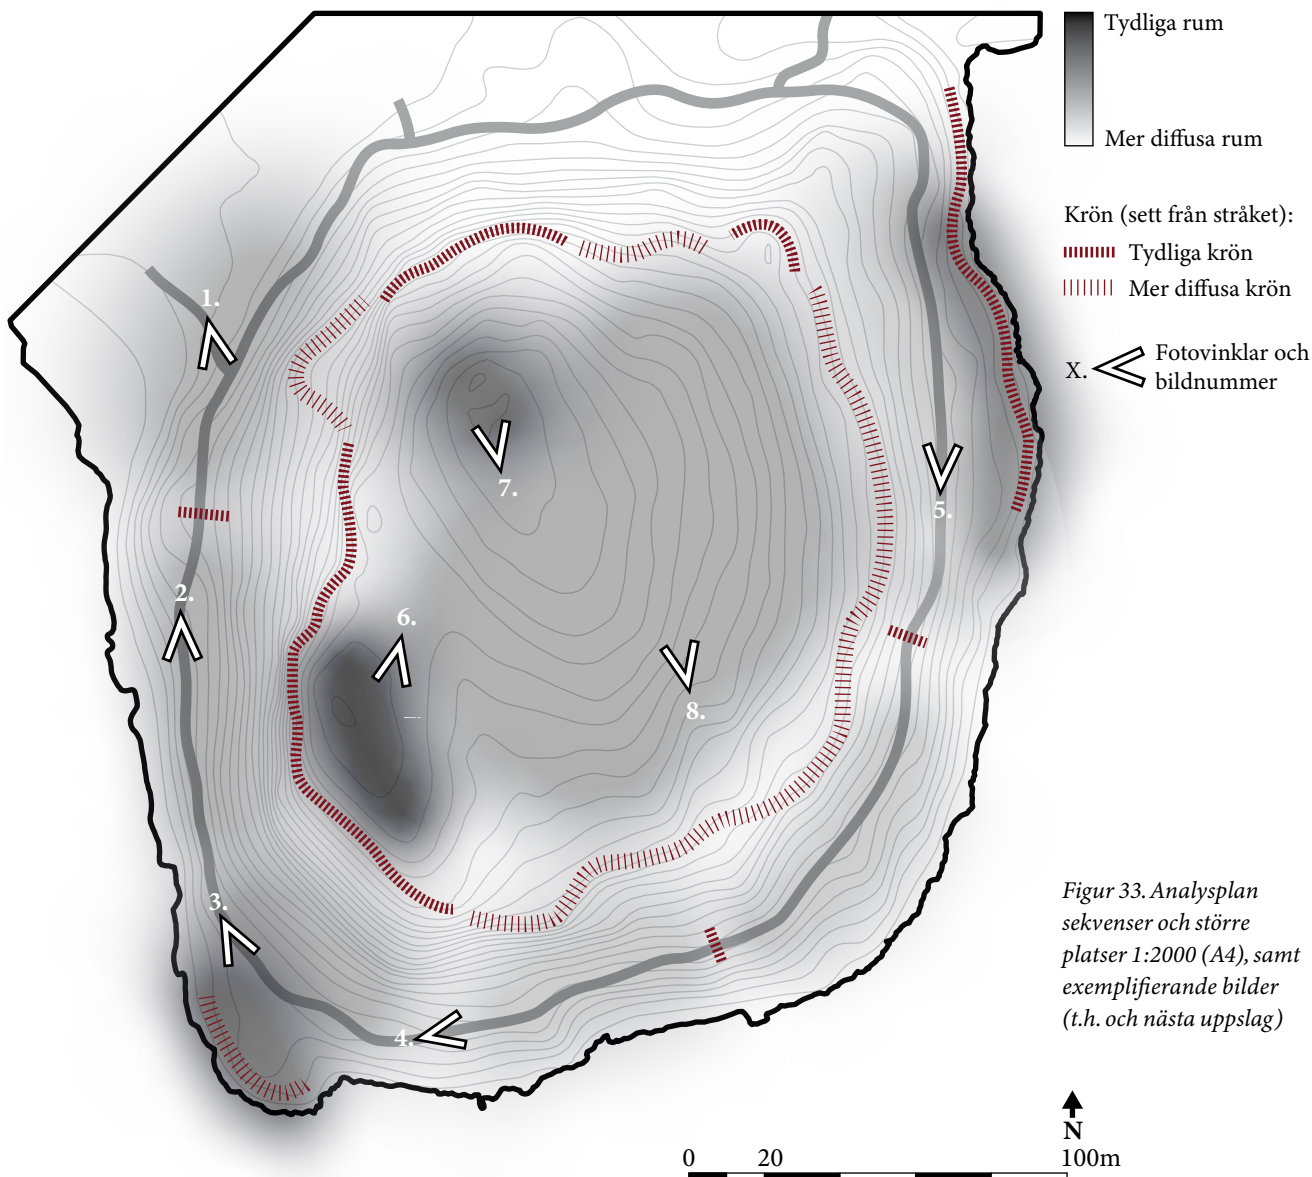 Tydliga rum
Mer diffusa rum
Krön (sett från stråket):
Tydliga krön
Mer diffusa krön
X.
Fotovinklar och
bildnummer
1.
2.
3.
4.
5.
6.
7.
8.
Figur 33. Analysplan
sekvenser och större
platser 1:2000 (A4), samt
exemplifierande bilder
(t.h. och nästa uppslag)
N
0 20 100m